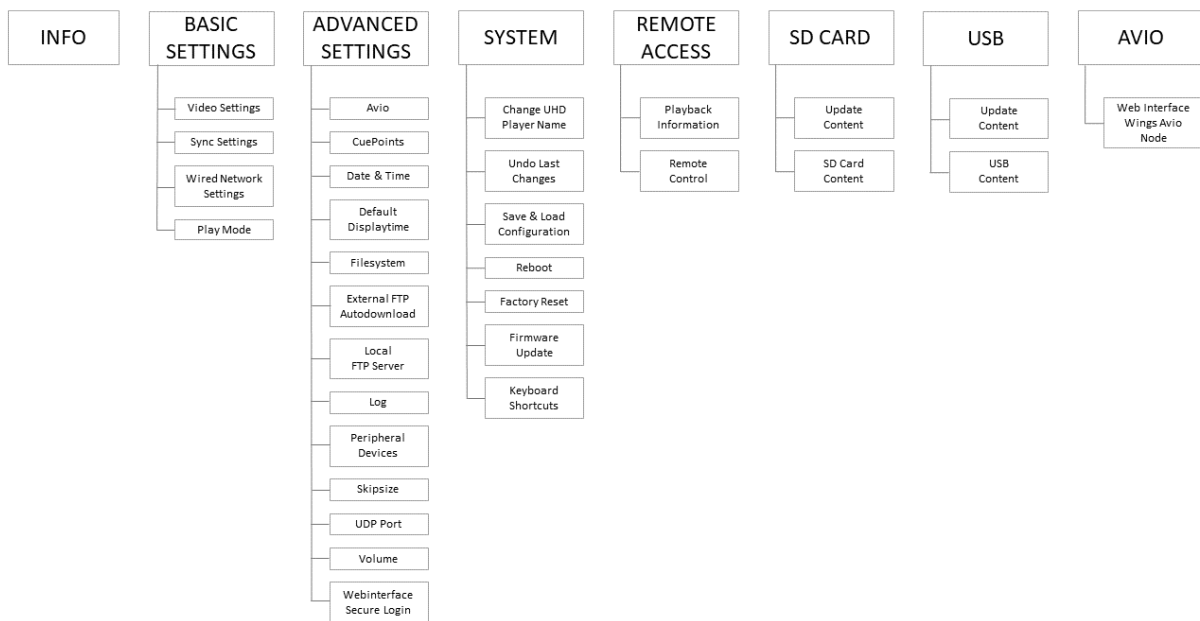 INFO
BASIC
SETTINGS
Video Settings
Sync Settings
Wired Network
Settings
Play Mode
ADVANCED
SETTINGS
Avio
CuePoints
Date & Time
Default
Displaytime
Filesystem
External FTP
Autodownload
Local
FTP Server
Log
Peripheral
Devices
Skipsize
UDP Port
Volume
Webinterface
Secure Login
SYSTEM
Change UHD
Player Name
Undo Last
Changes
Save & Load
Configuration
Reboot
Factory Reset
Firmware
Update
Keyboard
Shortcuts
REMOTE
ACCESS
Playback
Information
Remote
Control
SD CARD
Update
Content
SD Card
Content
USB
Update
Content
USB
Content
AVIO
Web Interface
Wings Avio
Node